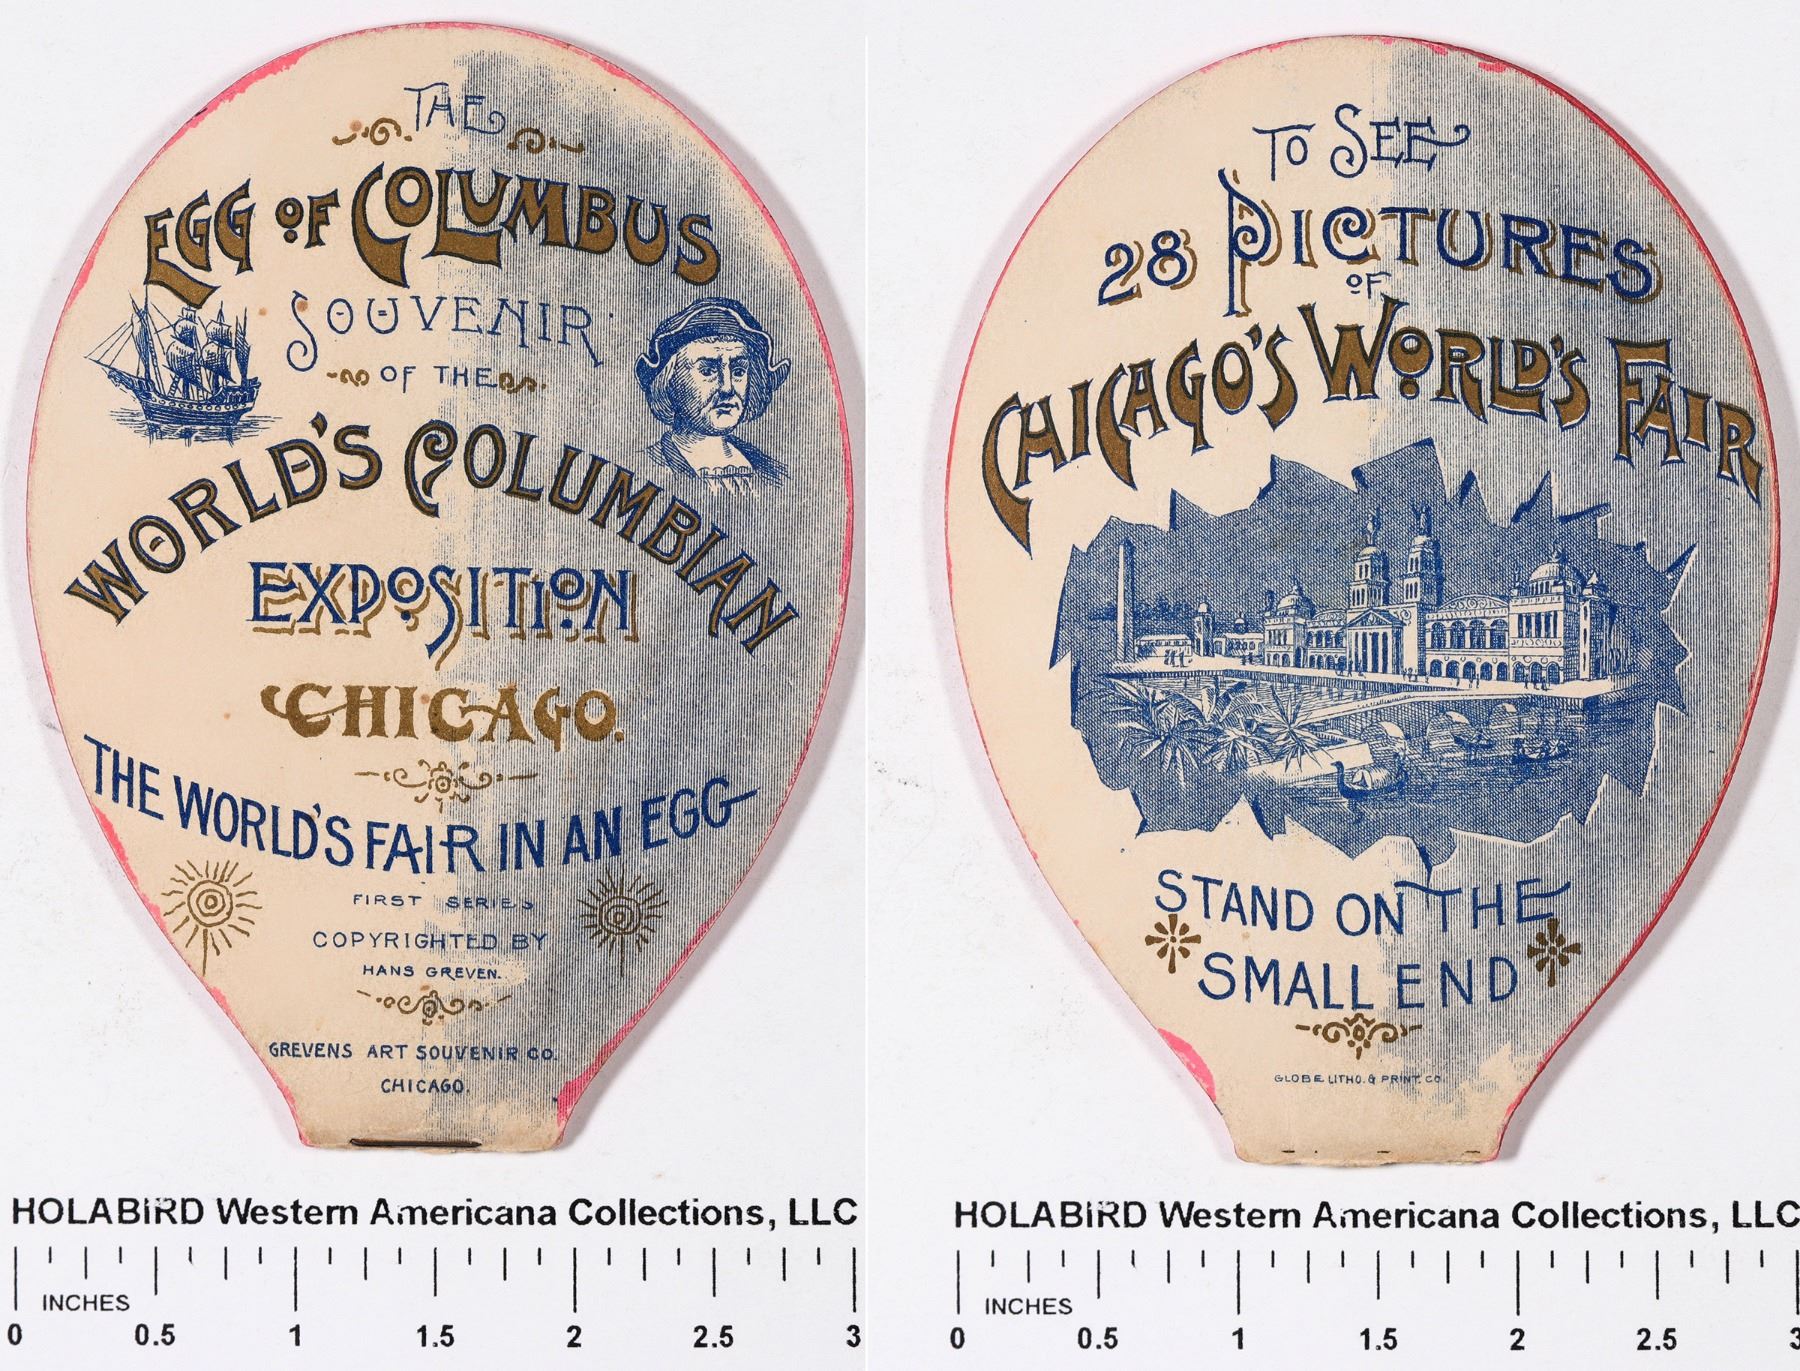 THE
EGG OF COLUMBUS
SOUVENIR
OF THE
WORLD'S COLUMBIAN
EXPOSITION
CHICAGO.
THE WORLD'S FAIR IN AN EGG
FIRST SERIES
COPYRIGHTED BY
HANS GREVEN.
GREVENS ART SOUVENIR CO.
CHICAGO.
HOLABIRD Western Americana Collections, LLC
INCHES
0 0.5 1 1.5 2 2.5 3
TO SEE
28 PICTURES
OF
CHICAGO'S WORLD'S FAIR
STAND ON THE
SMALL END
GLOBE LITHO. & PRINT. CO.
HOLABIRD Western Americana Collections, LLC
INCHES
0 0.5 1 1.5 2 2.5 3